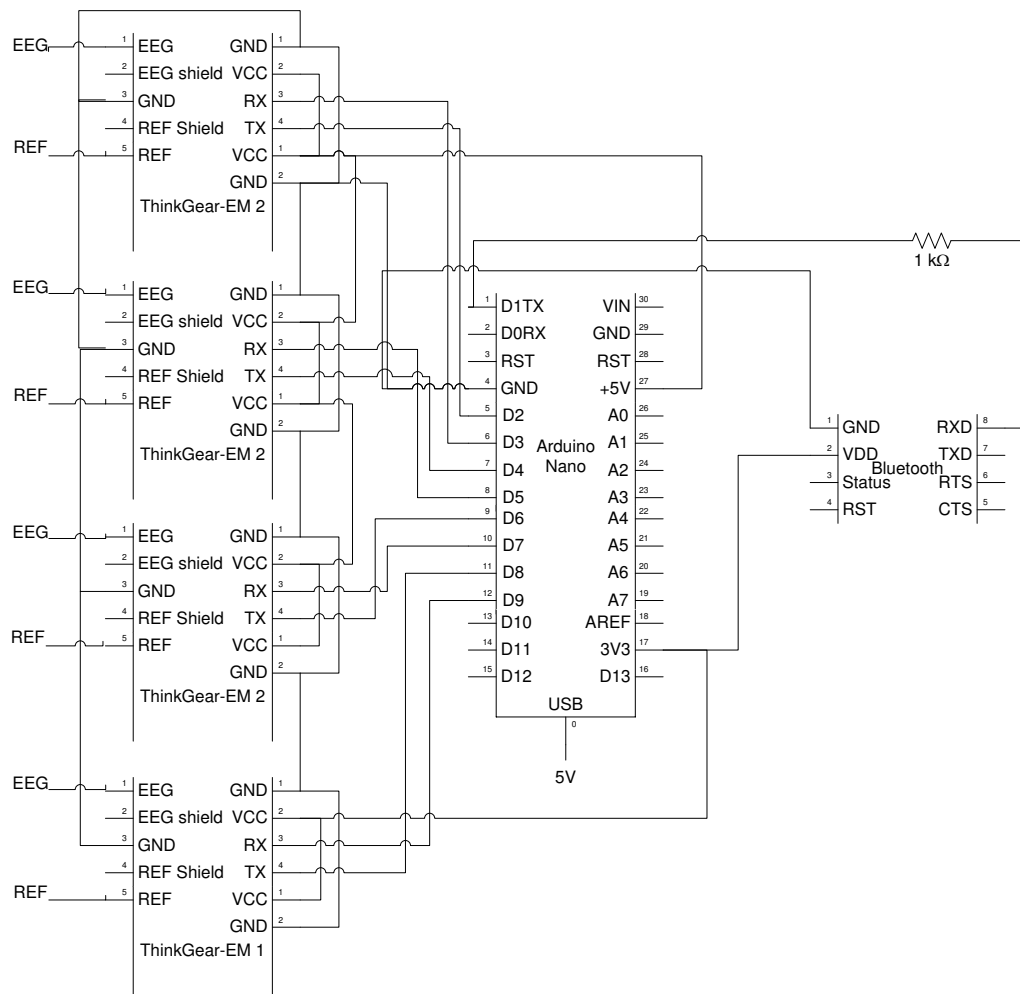 EEG
1 EEG GND 1
2 EEG shield VCC 2
3 GND RX 3
4 REF Shield TX 4
REF
5 REF VCC 1
GND 2
ThinkGear-EM 2
EEG
1 EEG GND 1
2 EEG shield VCC 2
3 GND RX 3
4 REF Shield TX 4
REF
5 REF VCC 1
GND 2
ThinkGear-EM 2
EEG
1 EEG GND 1
2 EEG shield VCC 2
3 GND RX 3
4 REF Shield TX 4
REF
5 REF VCC 1
GND 2
ThinkGear-EM 2
EEG
1 EEG GND 1
2 EEG shield VCC 2
3 GND RX 3
4 REF Shield TX 4
REF
5 REF VCC 1
GND 2
ThinkGear-EM 1
1 D1TX VIN 30
2 D0RX GND 29
3 RST RST 28
4 GND +5V 27
5 D2 A0 26
6 D3 A1 25
Arduino
Nano
7 D4 A2 24
8 D5 A3 23
9 D6 A4 22
10 D7 A5 21
11 D8 A6 20
12 D9 A7 19
13 D10 AREF 18
14 D11 3V3 17
15 D12 D13 16
USB
0
5V
1 kΩ
1 GND RXD 8
2 VDD TXD 7
Bluetooth
3 Status RTS 6
4 RST CTS 5